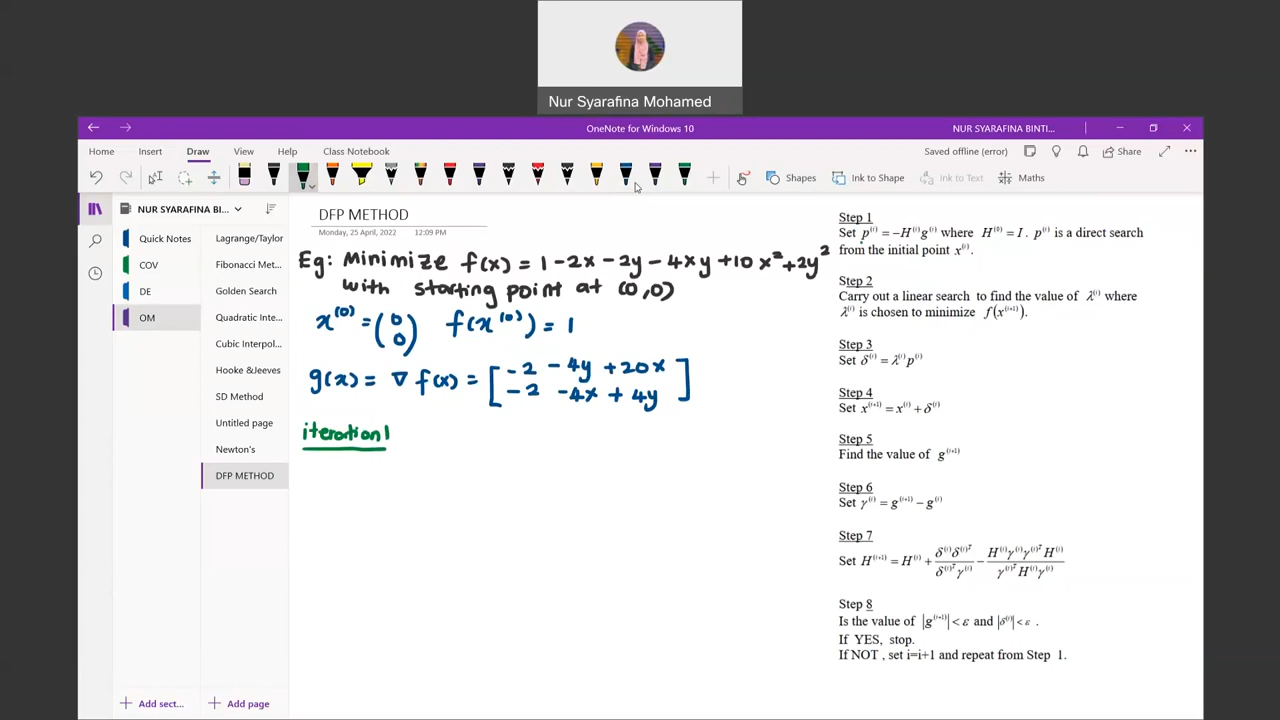 Nur Syarafina Mohamed
OneNote for Windows 10
NUR SYARAFINA BINTI...
Home Insert Draw View Help Class Notebook
Saved offline (error) Share
Shapes Ink to Shape Ink to Text Maths
NUR SYARAFINA BI...
Quick Notes
COV
DE
OM
Lagrange/Taylor
Fibonacci Met...
Golden Search
Quadratic Inte...
Cubic Interpol...
Hooke &Jeeves
SD Method
Untitled page
Newton's
DFP METHOD
Add sect...
Add page
DFP METHOD
Monday, 25 April, 2022 12:09 PM
Eg: Minimize f(x) = 1-2x-2y-4xy+10x²+2y²
with starting point at (0,0)
x⁽⁰⁾ = (0 0) f(x⁽⁰⁾) = 1
g(x) = ∇f(x) = [-2 -4y +20x
-2 -4x + 4y]
iteration 1
Step 1
Set p⁽ⁱ⁾ = −H⁽ⁱ⁾g⁽ⁱ⁾ where H⁽⁰⁾ = I. p⁽ⁱ⁾ is a direct search
from the initial point x⁽ⁱ⁾.
Step 2
Carry out a linear search to find the value of λ⁽ⁱ⁾ where
λ⁽ⁱ⁾ is chosen to minimize f(x⁽ⁱ⁺¹⁾).
Step 3
Set δ⁽ⁱ⁾ = λ⁽ⁱ⁾p⁽ⁱ⁾
Step 4
Set x⁽ⁱ⁺¹⁾ = x⁽ⁱ⁾ + δ⁽ⁱ⁾
Step 5
Find the value of g⁽ⁱ⁺¹⁾
Step 6
Set γ⁽ⁱ⁾ = g⁽ⁱ⁺¹⁾ − g⁽ⁱ⁾
Step 7
Set H⁽ⁱ⁺¹⁾ = H⁽ⁱ⁾ + δ⁽ⁱ⁾δ⁽ⁱ⁾ᵀ / δ⁽ⁱ⁾ᵀγ⁽ⁱ⁾ − H⁽ⁱ⁾γ⁽ⁱ⁾γ⁽ⁱ⁾ᵀH⁽ⁱ⁾ / γ⁽ⁱ⁾ᵀH⁽ⁱ⁾γ⁽ⁱ⁾
Step 8
Is the value of |g⁽ⁱ⁺¹⁾| < ε and |δ⁽ⁱ⁾| < ε .
If YES, stop.
If NOT , set i=i+1 and repeat from Step 1.